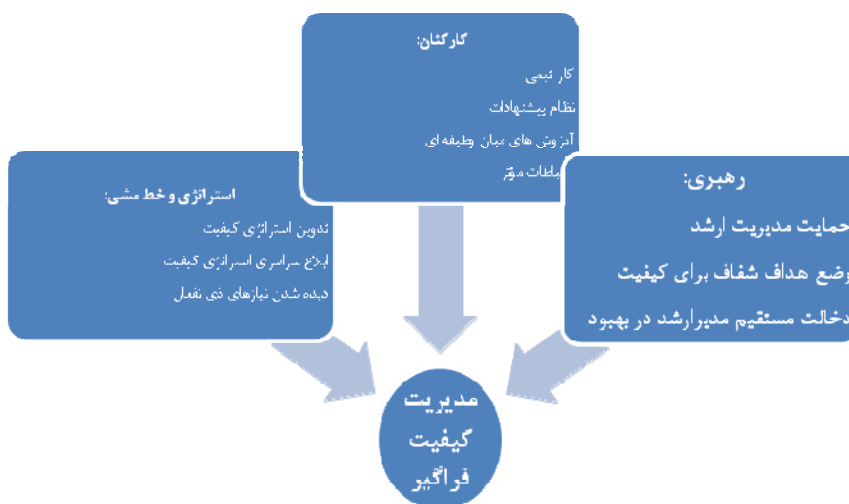 کارکنان:
کار تیمی
نظام پیشنهادات
آموزش های میان وظیفه ای
مؤثر
رهبری:
حمایت مدیریت ارشد
وضع هداف شفاف برای کیفیت
دخالت مستقیم مدیرارشد در بهبود
استراتژی و خط مشی:
تدوین استراتژی کیفیت
ابلاغ سراسری استراتژی کیفیت
دیده شدن نیازهای ذی نفعان
مدیریت
کیفیت
فراگیر